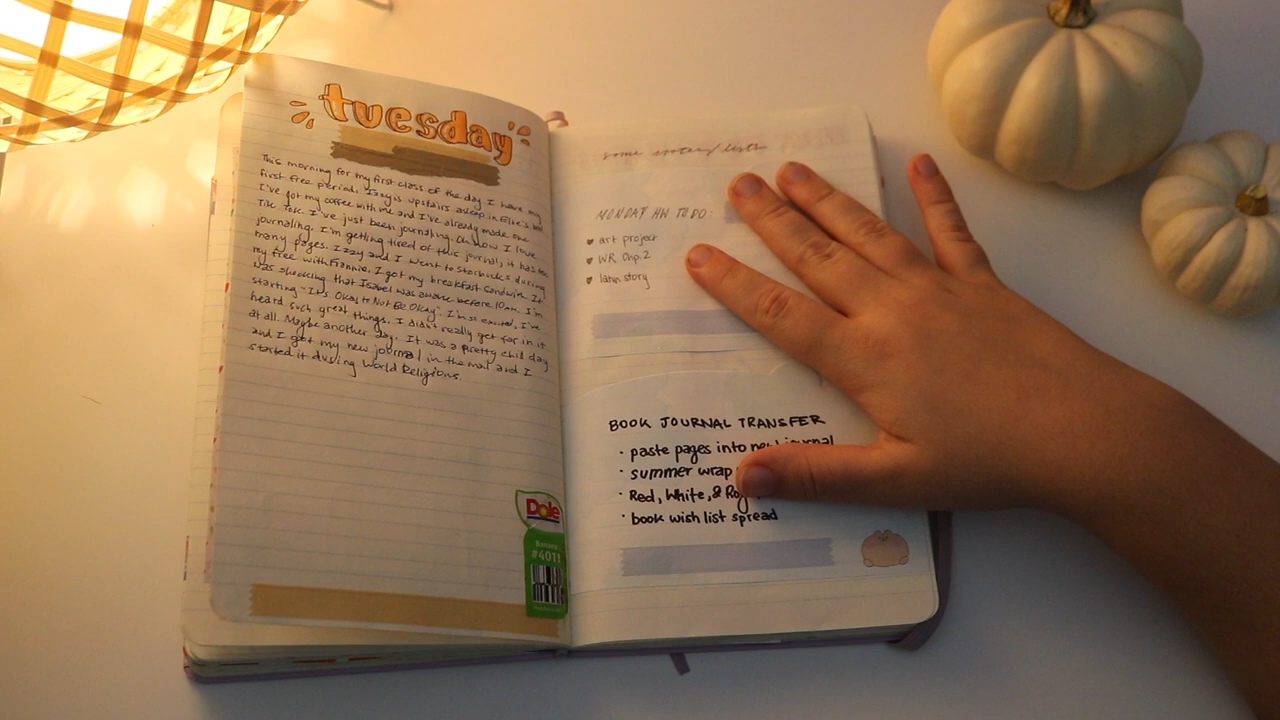 tuesday
This morning for my first class of the day I have my
first free period. Izzy is upstairs asleep in Elke's bed
I've got my coffee with me and I've already made one
Tik Tok. I've just been journaling. Oh how I love
journaling. I'm getting tired of this journal, it has too
many pages. Izzy and I went to Starbucks during
my free with Frannie. I got my breakfast sandwich. It
was shocking that Isabel was awake before 10am. I'm
starting "It's Okay to Not Be Okay". I'm so excited, I've
heard such great things. I didn't really get far in it
at all. Maybe another day. It was a pretty chill day
and I got my new journal in the mail and I
started it during World Religions.
Dole
Banana
#4011
some notes/lists
MONDAY HW TO DO:
art project
WR Chp. 2
latin story
BOOK JOURNAL TRANSFER
· paste pages into new journal
· summer wrap
· Red, White, & Roy
· book wish list spread